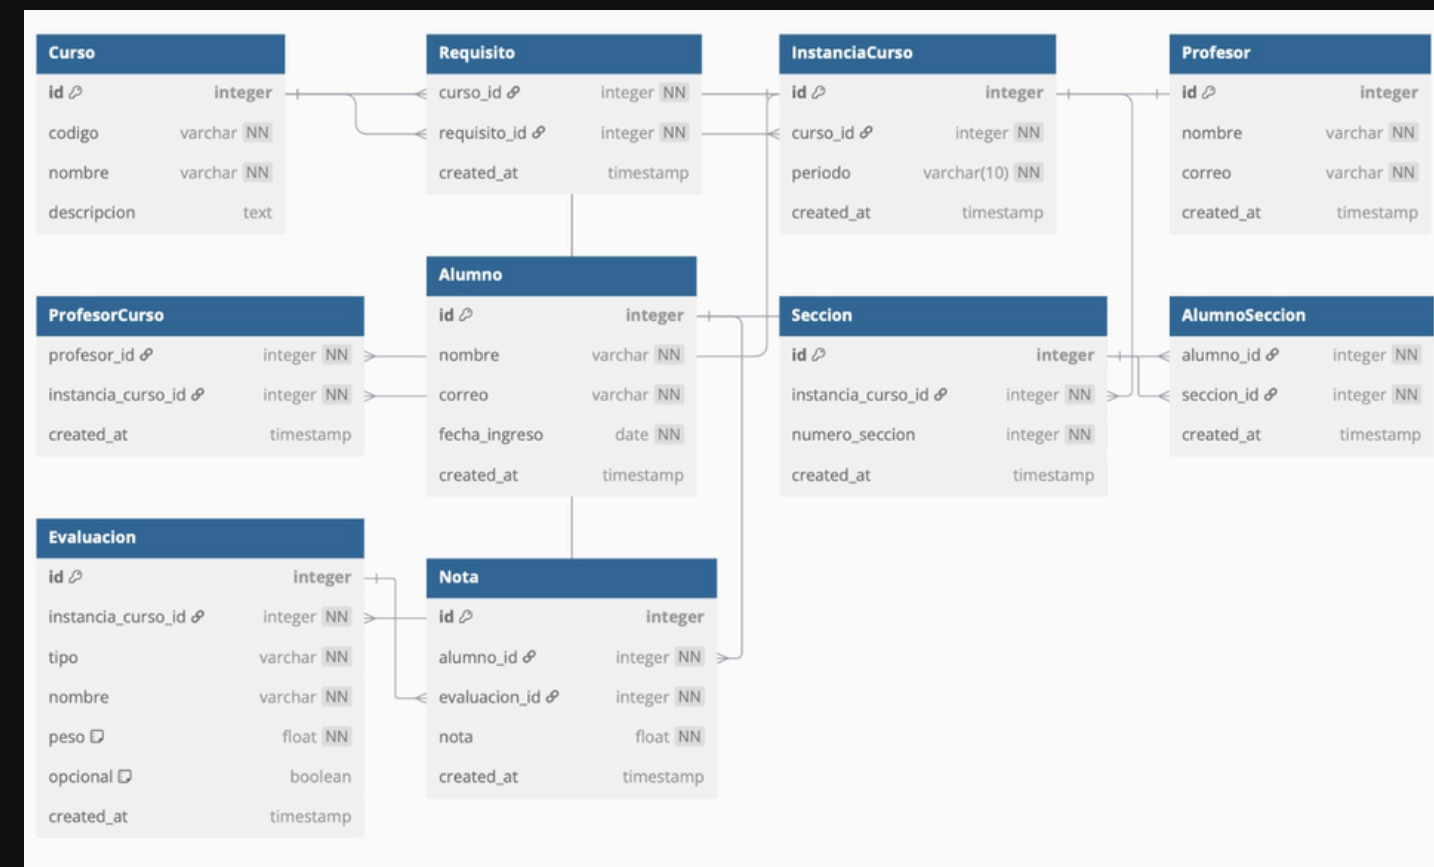 Curso
id integer
codigo varchar NN
nombre varchar NN
descripcion text
Requisito
curso_id integer NN
requisito_id integer NN
created_at timestamp
InstanciaCurso
id integer
curso_id integer NN
periodo varchar(10) NN
created_at timestamp
Profesor
id integer
nombre varchar NN
correo varchar NN
created_at timestamp
ProfesorCurso
profesor_id integer NN
instancia_curso_id integer NN
created_at timestamp
Alumno
id integer
nombre varchar NN
correo varchar NN
fecha_ingreso date NN
created_at timestamp
Seccion
id integer
instancia_curso_id integer NN
numero_seccion integer NN
created_at timestamp
AlumnoSeccion
alumno_id integer NN
seccion_id integer NN
created_at timestamp
Evaluacion
id integer
instancia_curso_id integer NN
tipo varchar NN
nombre varchar NN
peso float NN
opcional boolean
created_at timestamp
Nota
id integer
alumno_id integer NN
evaluacion_id integer NN
nota float NN
created_at timestamp